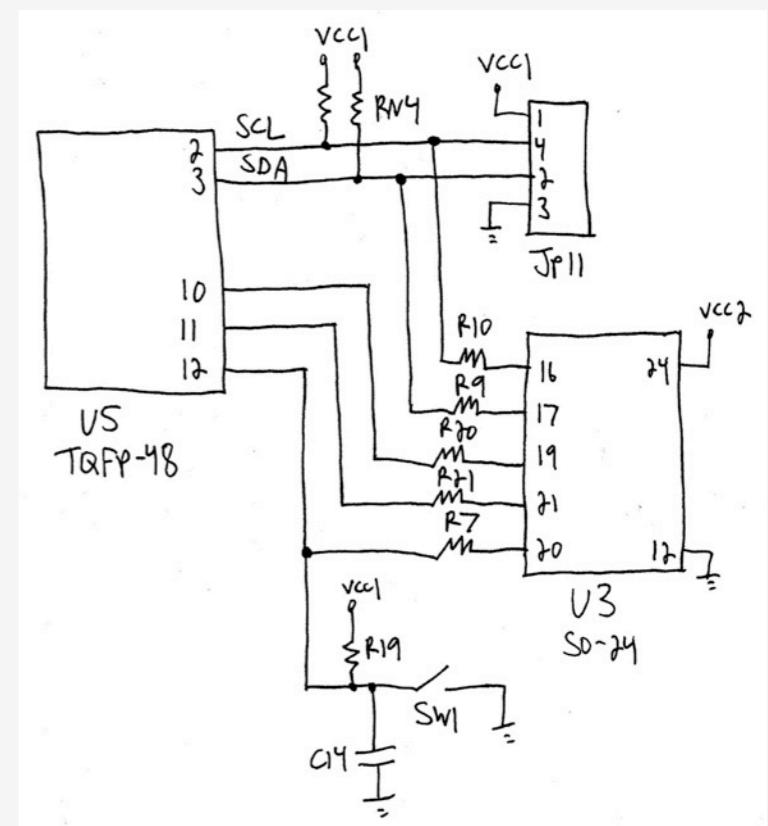 VCC1
VCC1
RN4
SCL
SDA
2
3
1
4
2
3
JP11
10
11
12
U5
TQFP-48
R10
R9
R20
R21
R7
16
17
19
21
20
24
12
VCC2
U3
SO-24
VCC1
R19
SW1
C14